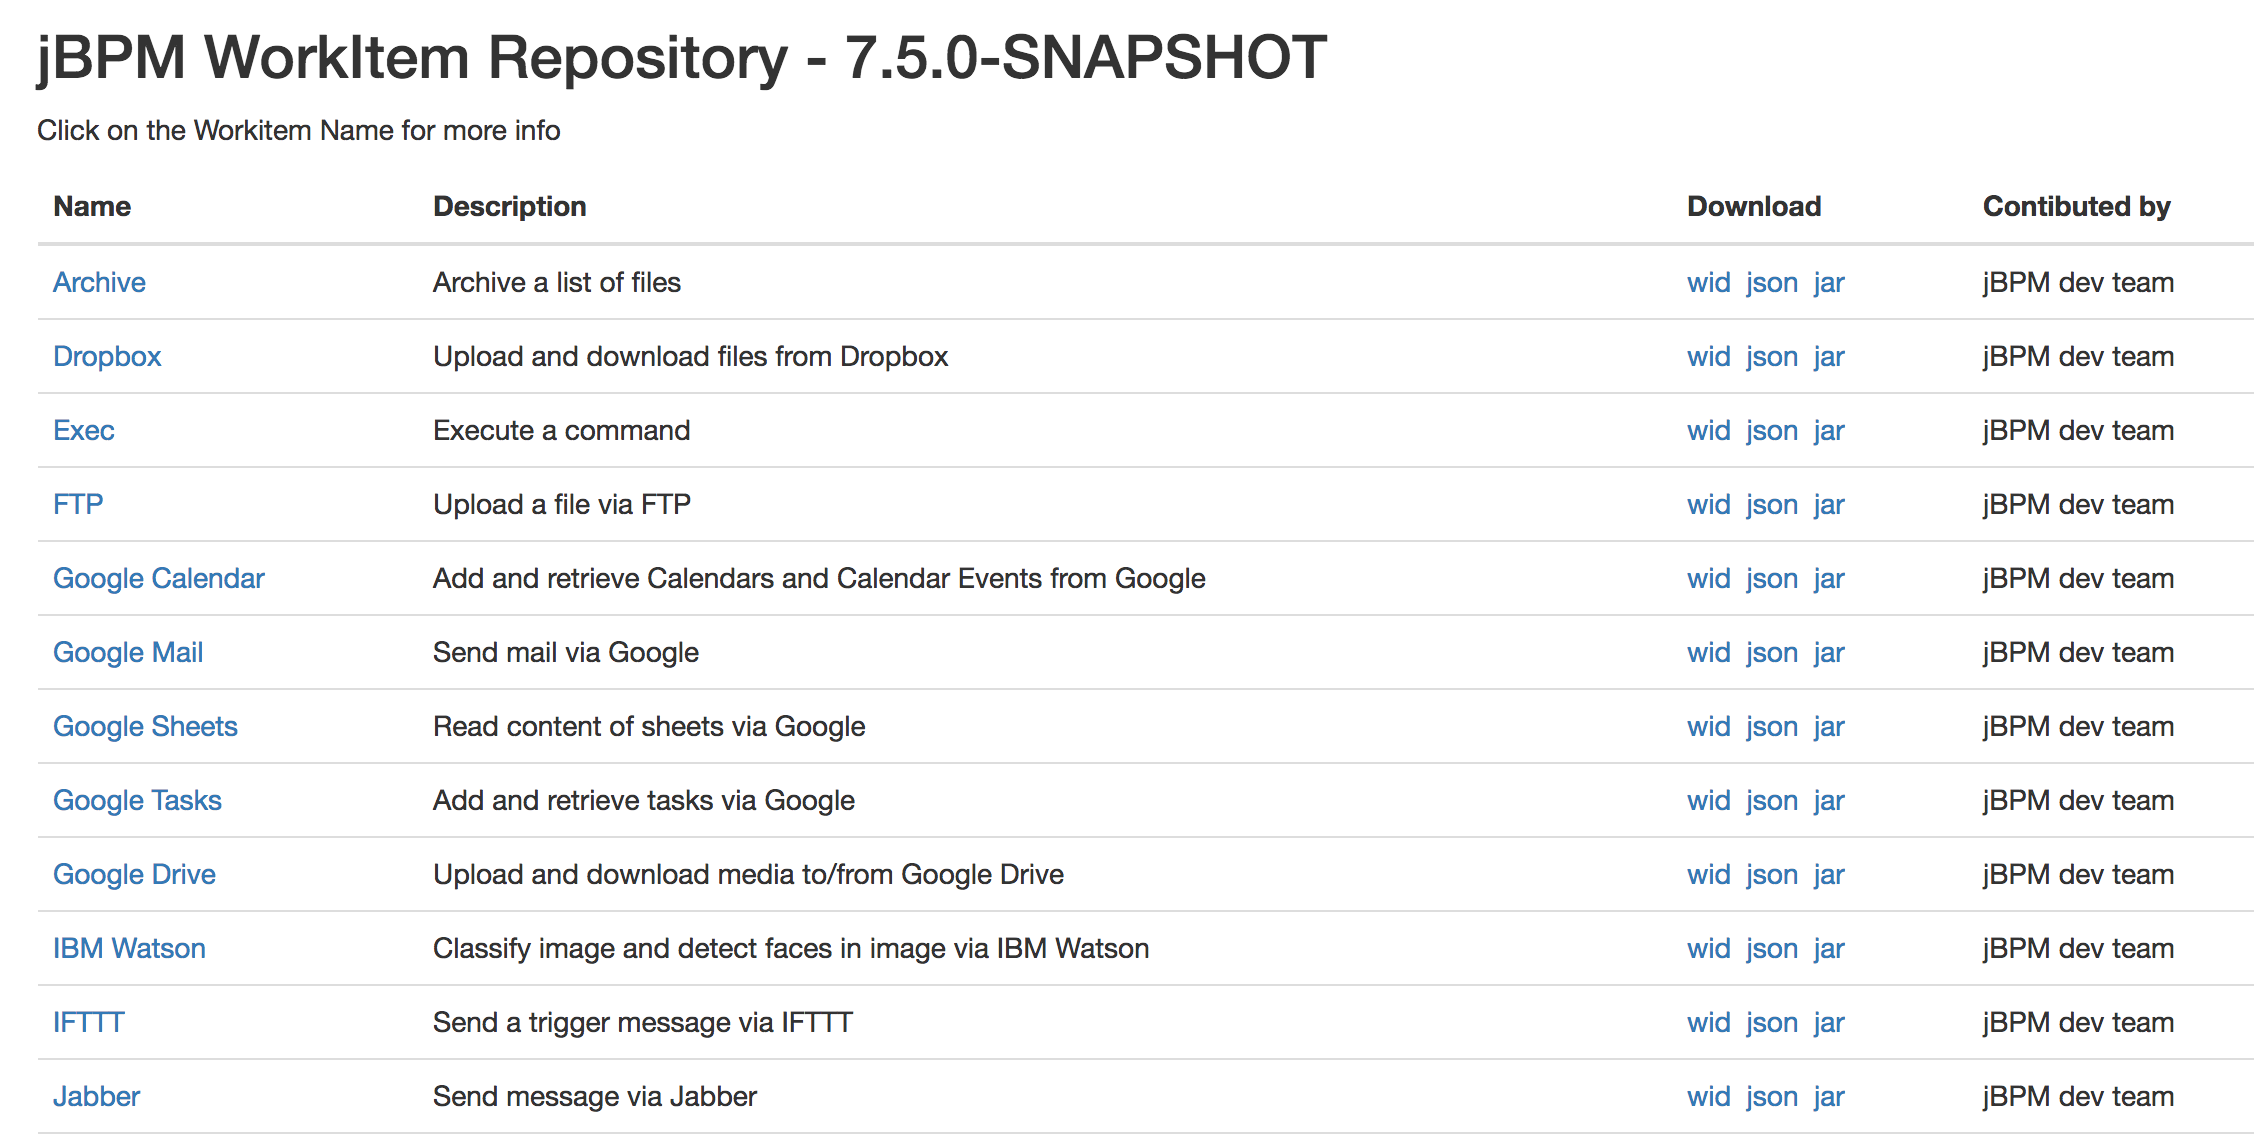 jBPM WorkItem Repository - 7.5.0-SNAPSHOT
Click on the Workitem Name for more info
Name Description Download Contibuted by
Archive Archive a list of files wid json jar jBPM dev team
Dropbox Upload and download files from Dropbox wid json jar jBPM dev team
Exec Execute a command wid json jar jBPM dev team
FTP Upload a file via FTP wid json jar jBPM dev team
Google Calendar Add and retrieve Calendars and Calendar Events from Google wid json jar jBPM dev team
Google Mail Send mail via Google wid json jar jBPM dev team
Google Sheets Read content of sheets via Google wid json jar jBPM dev team
Google Tasks Add and retrieve tasks via Google wid json jar jBPM dev team
Google Drive Upload and download media to/from Google Drive wid json jar jBPM dev team
IBM Watson Classify image and detect faces in image via IBM Watson wid json jar jBPM dev team
IFTTT Send a trigger message via IFTTT wid json jar jBPM dev team
Jabber Send message via Jabber wid json jar jBPM dev team